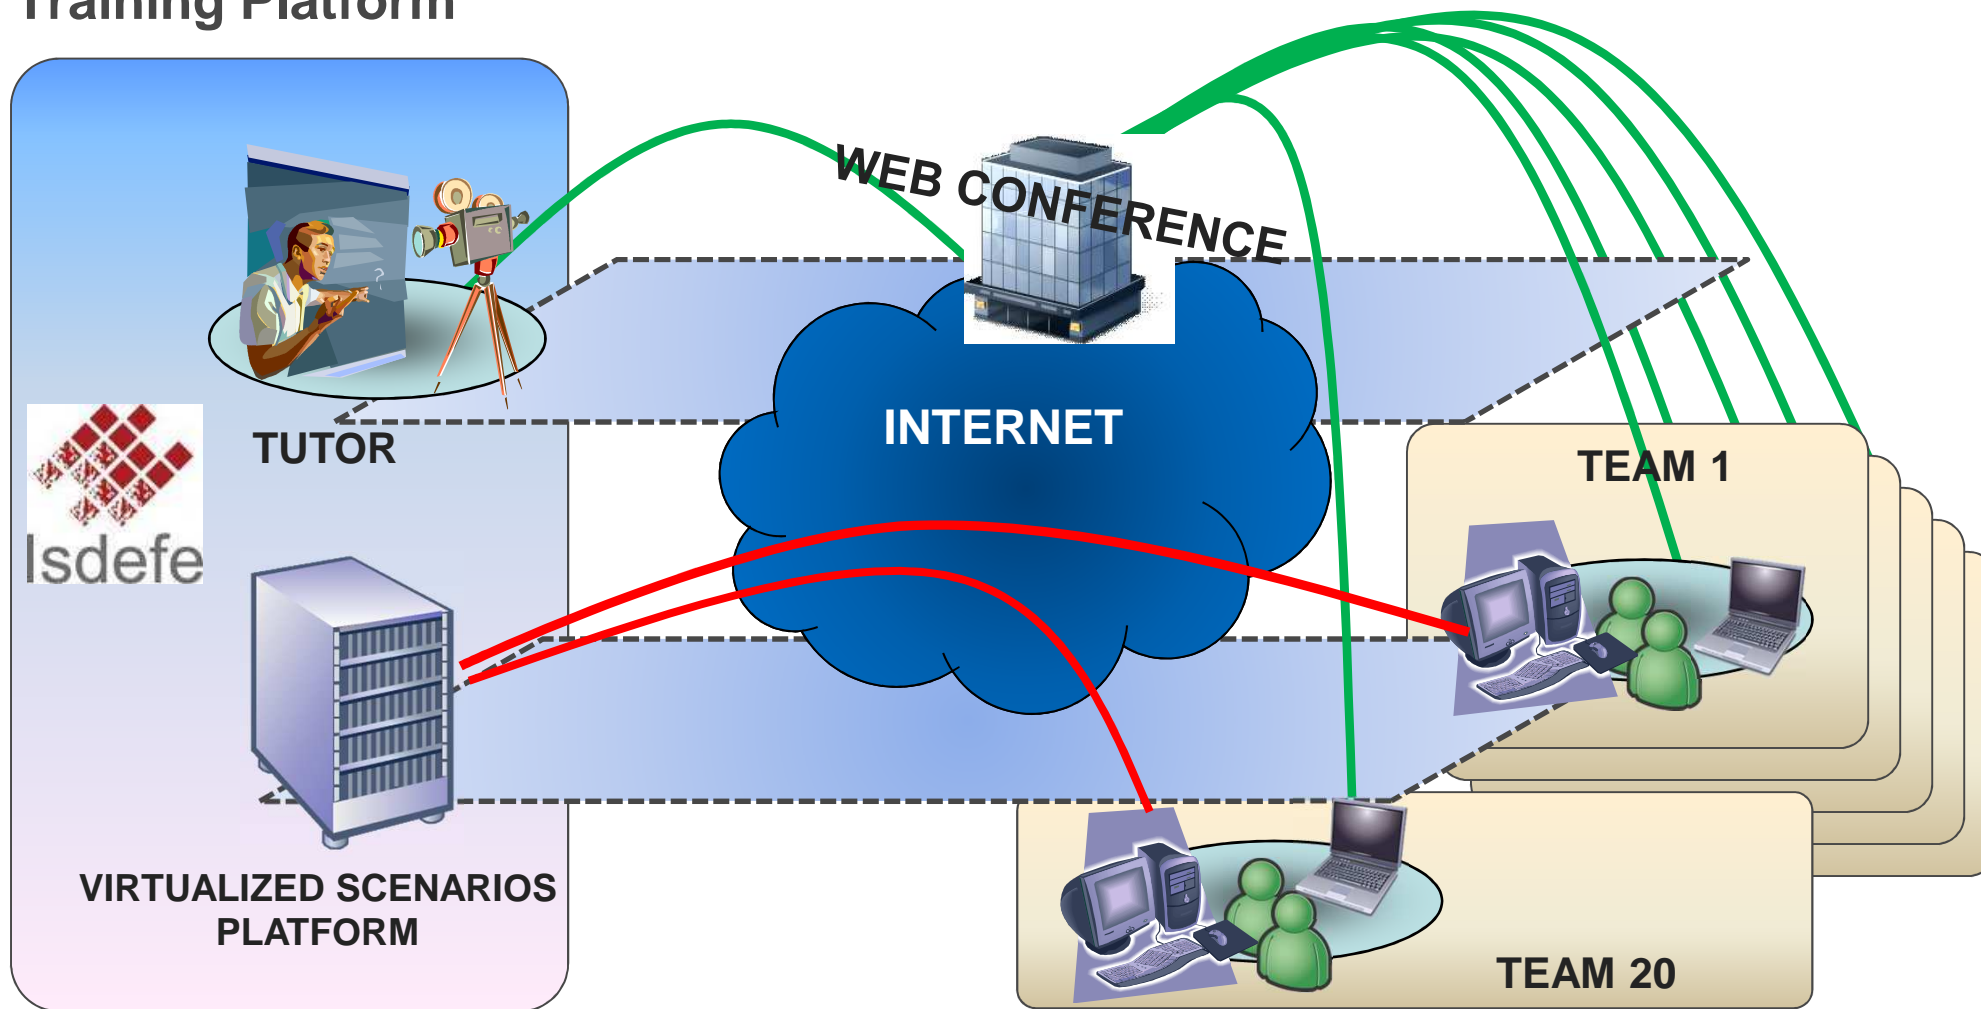 Training Platform
WEB CONFERENCE
INTERNET
TUTOR
TEAM 1
Isdefe
VIRTUALIZED SCENARIOS
PLATFORM
TEAM 20